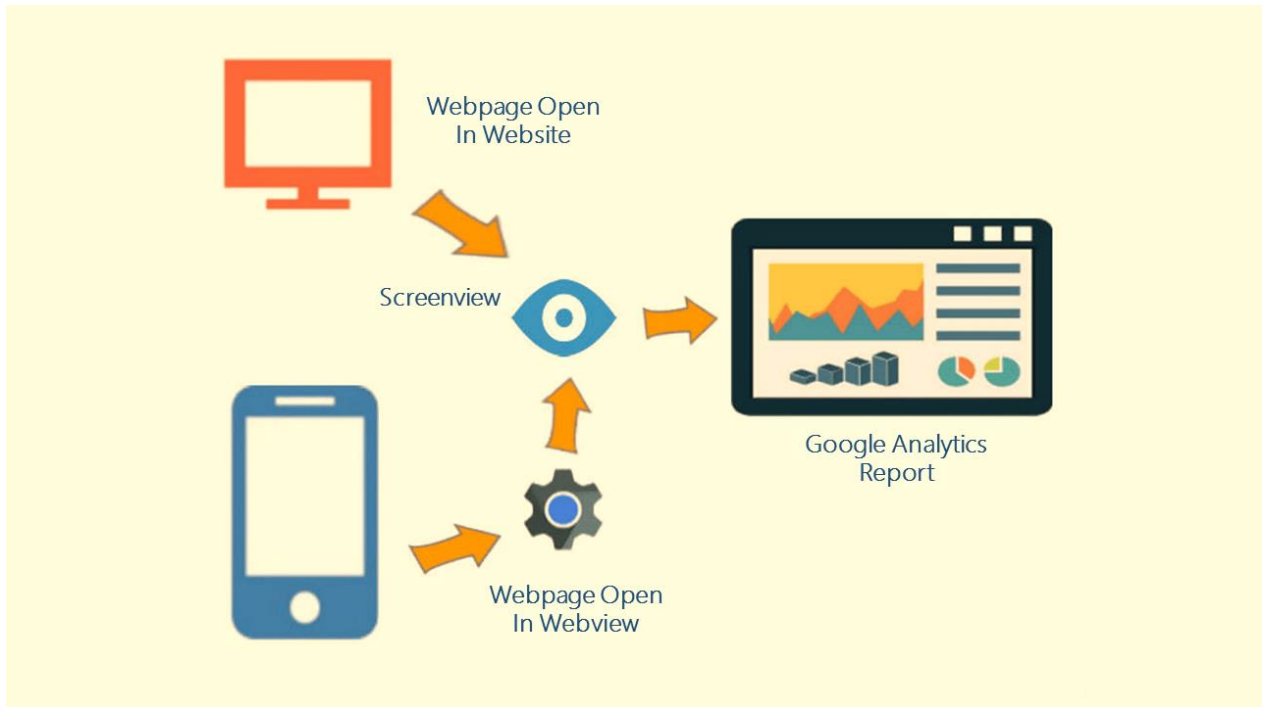 Webpage Open
In Website
Screenview
Google Analytics
Report
Webpage Open
In Webview